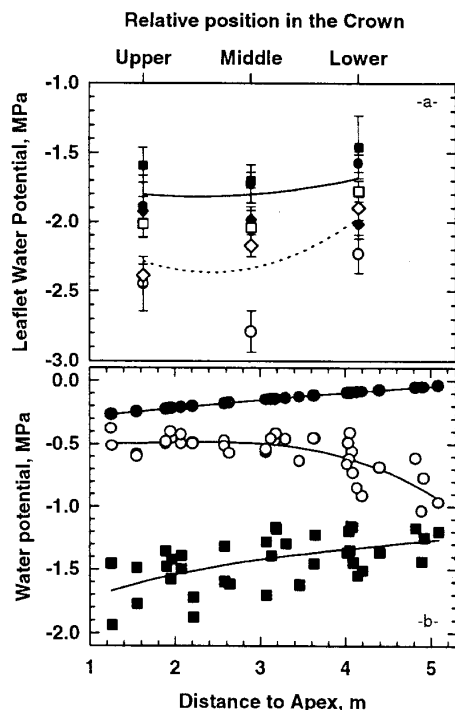 Relative position in the Crown
Upper Middle Lower
-1.0
-a-
-1.5
-2.0
-2.5
-3.0
Leaflet Water Potential, MPa
0.0
-0.5
-1.0
-1.5
-2.0
-b-
Water potential, MPa
1 2 3 4 5
Distance to Apex, m